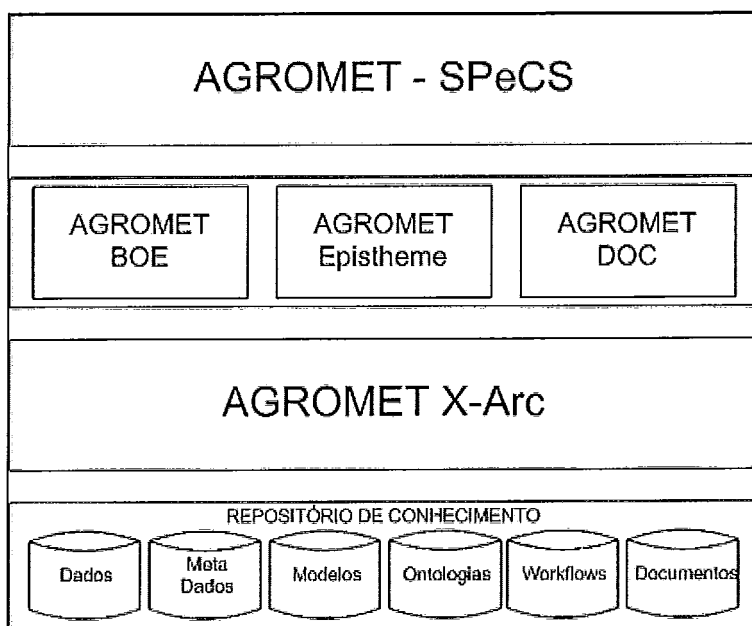 AGROMET - SPeCS
AGROMET
BOE
AGROMET
Epistheme
AGROMET
DOC
AGROMET X-Arc
REPOSITÓRIO DE CONHECIMENTO
Dados
Meta
Dados
Modelos
Ontologias
Workflows
Documentos